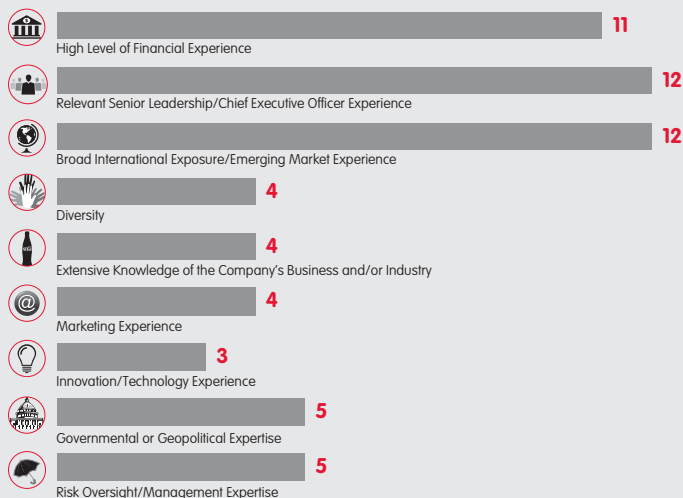 11
High Level of Financial Experience
12
Relevant Senior Leadership/Chief Executive Officer Experience
12
Broad International Exposure/Emerging Market Experience
4
Diversity
4
Extensive Knowledge of the Company's Business and/or Industry
@
4
Marketing Experience
3
Innovation/Technology Experience
5
Governmental or Geopolitical Expertise
5
Risk Oversight/Management Expertise